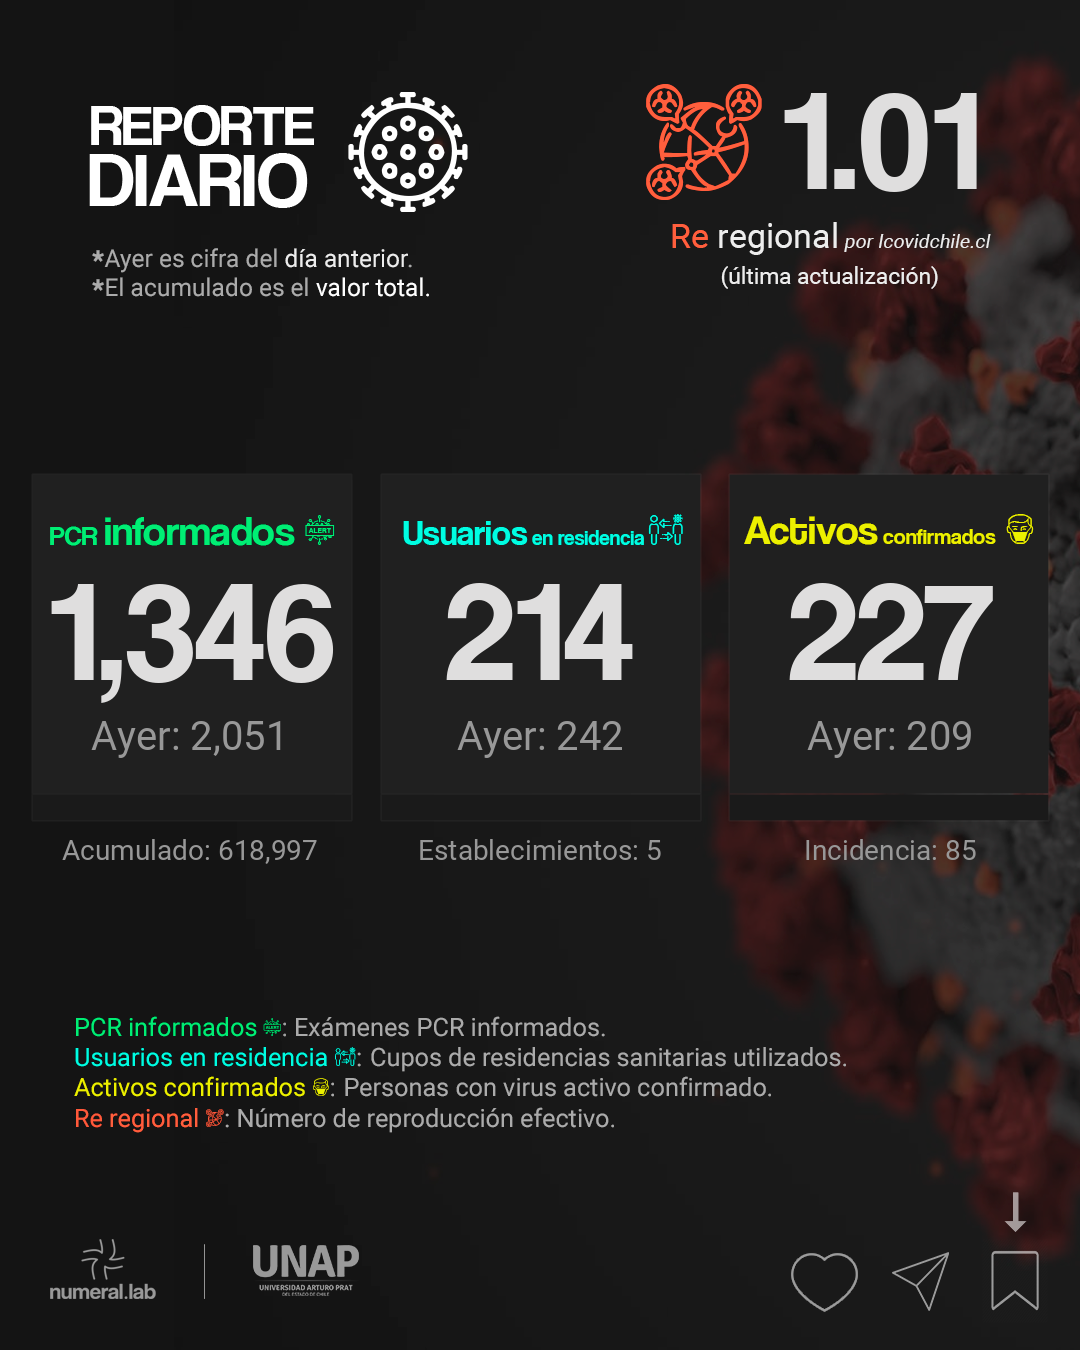 REPORTE
DIARIO
*Ayer es cifra del día anterior.
*El acumulado es el valor total.
1.01
Re regional por Icovidchile.cl
(última actualización)
PCR informados ALERT
1,346
Ayer: 2,051
Acumulado: 618,997
Usuarios en residencia
214
Ayer: 242
Establecimientos: 5
Activos confirmados
227
Ayer: 209
Incidencia: 85
PCR informados ALERT: Exámenes PCR informados.
Usuarios en residencia : Cupos de residencias sanitarias utilizados.
Activos confirmados : Personas con virus activo confirmado.
Re regional : Número de reproducción efectivo.
numeral.lab
UNAP
UNIVERSIDAD ARTURO PRAT
DEL ESTADO DE CHILE